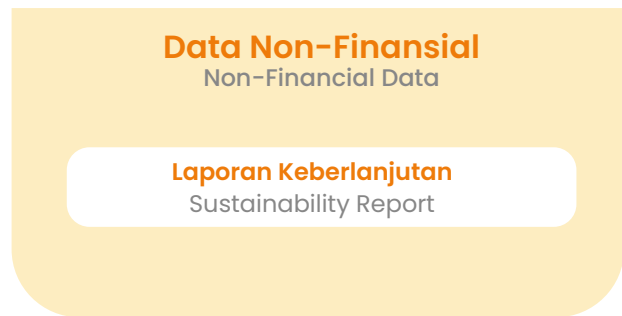 Data Non-Finansial
Non-Financial Data
Laporan Keberlanjutan
Sustainability Report